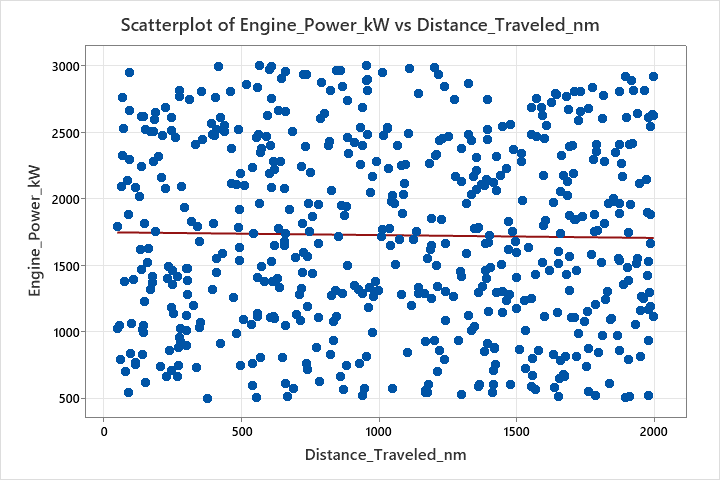 Scatterplot of Engine_Power_kW vs Distance_Traveled_nm
3000
2500
2000
1500
1000
500
Engine_Power_kW
0 500 1000 1500 2000
Distance_Traveled_nm